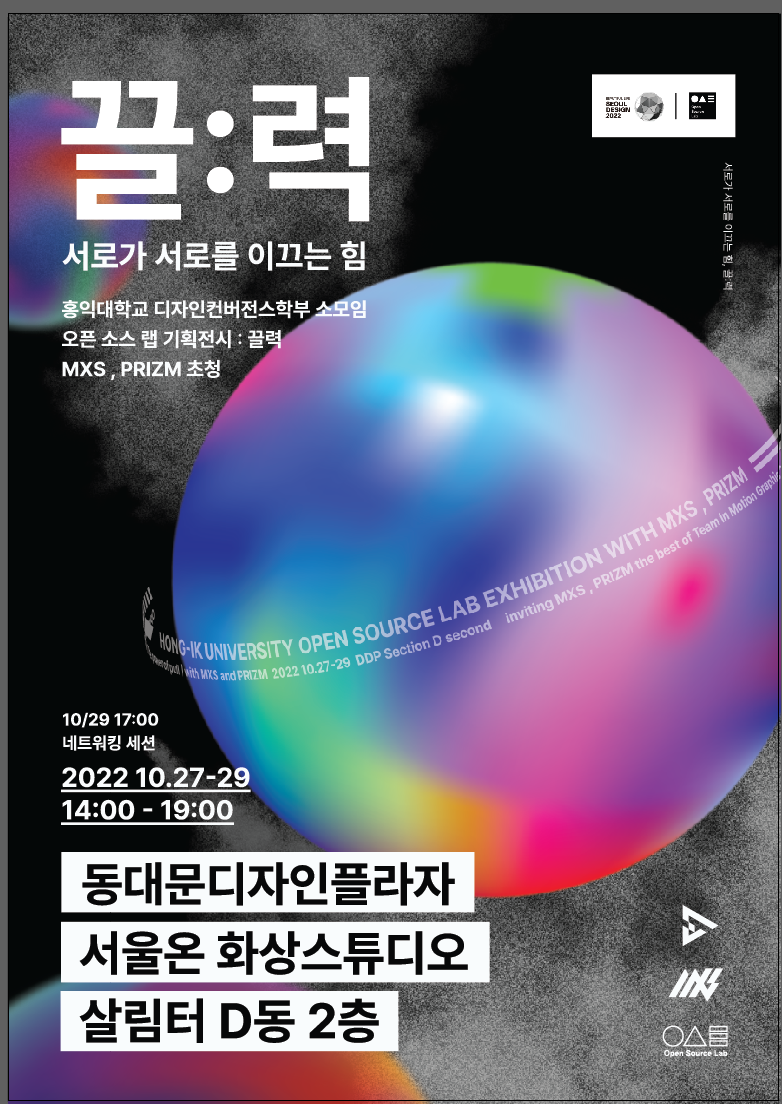 끌:력
서로가 서로를 이끄는 힘
홍익대학교 디자인컨버전스학부 소모임
오픈 소스 랩 기획전시 : 끌력
MXS , PRIZM 초청
SEOUL
DESIGN
2022
Open
Source
Lab
서로가 서로를 이끄는 힘, 끌:력
HONG-IK UNIVERSITY OPEN SOURCE LAB EXHIBITION WITH MXS , PRIZM
with MXS and PRIZM 2022 10.27-29 DDP Section D second inviting MXS , PRIZM the best of Team in Motion Graphic
10/29 17:00
네트워킹 세션
2022 10.27-29
14:00 - 19:00
동대문디자인플라자
서울온 화상스튜디오
살림터 D동 2층
Open Source Lab